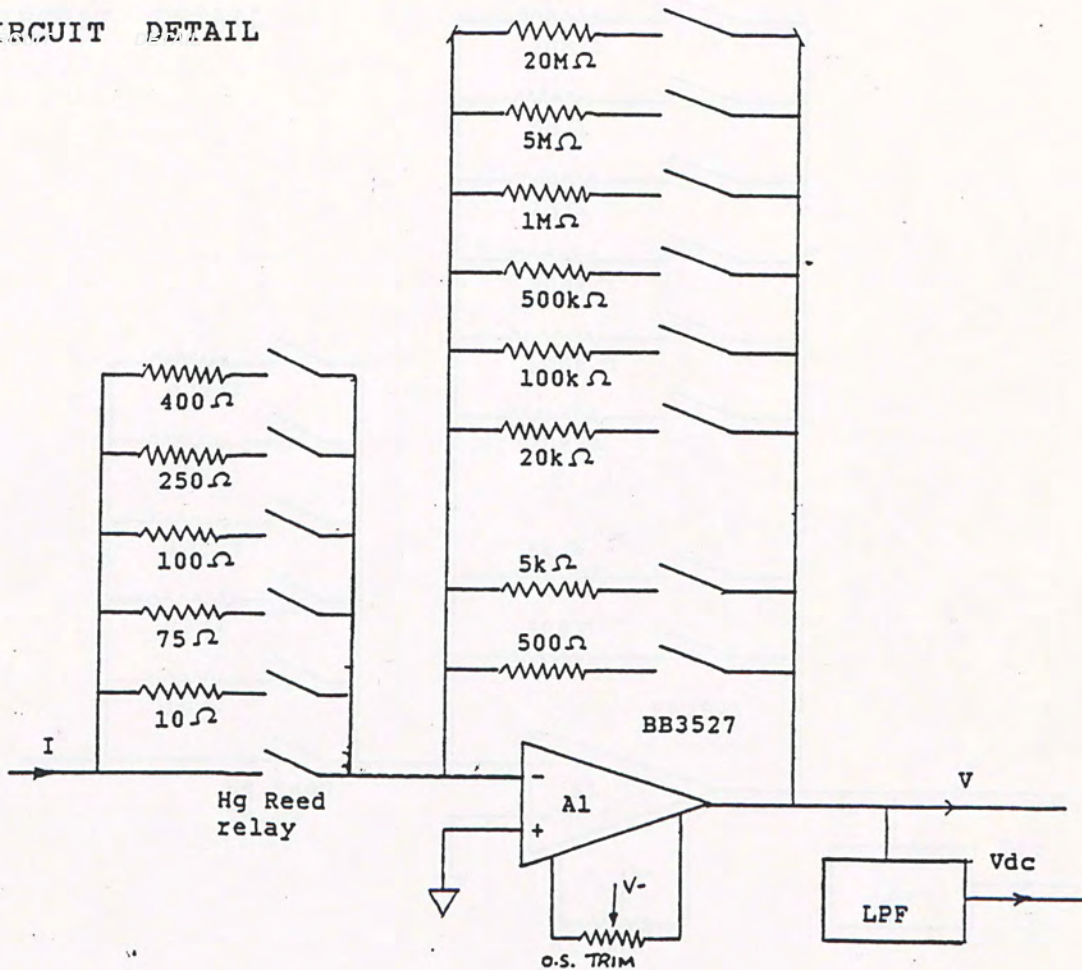 IRCUIT DETAIL
20MΩ
5MΩ
1MΩ
500kΩ
100kΩ
20kΩ
5kΩ
500Ω
400Ω
250Ω
100Ω
75Ω
10Ω
I
Hg Reed
relay
BB3527
-
A1
+
V-
O.S. TRIM
V
Vdc
LPF